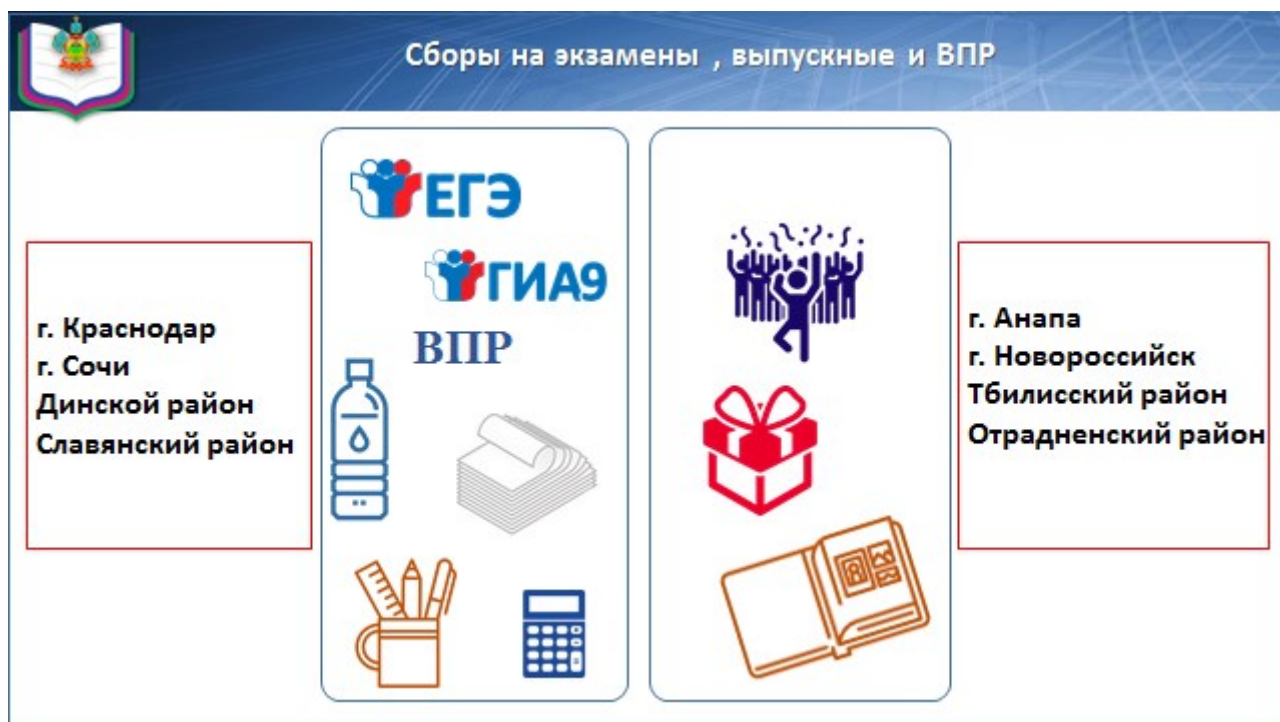 Сборы на экзамены , выпускные и ВПР
г. Краснодар
г. Сочи
Динской район
Славянский район
ЕГЭ
ГИА9
ВПР
г. Анапа
г. Новороссийск
Тбилисский район
Отрадненский район